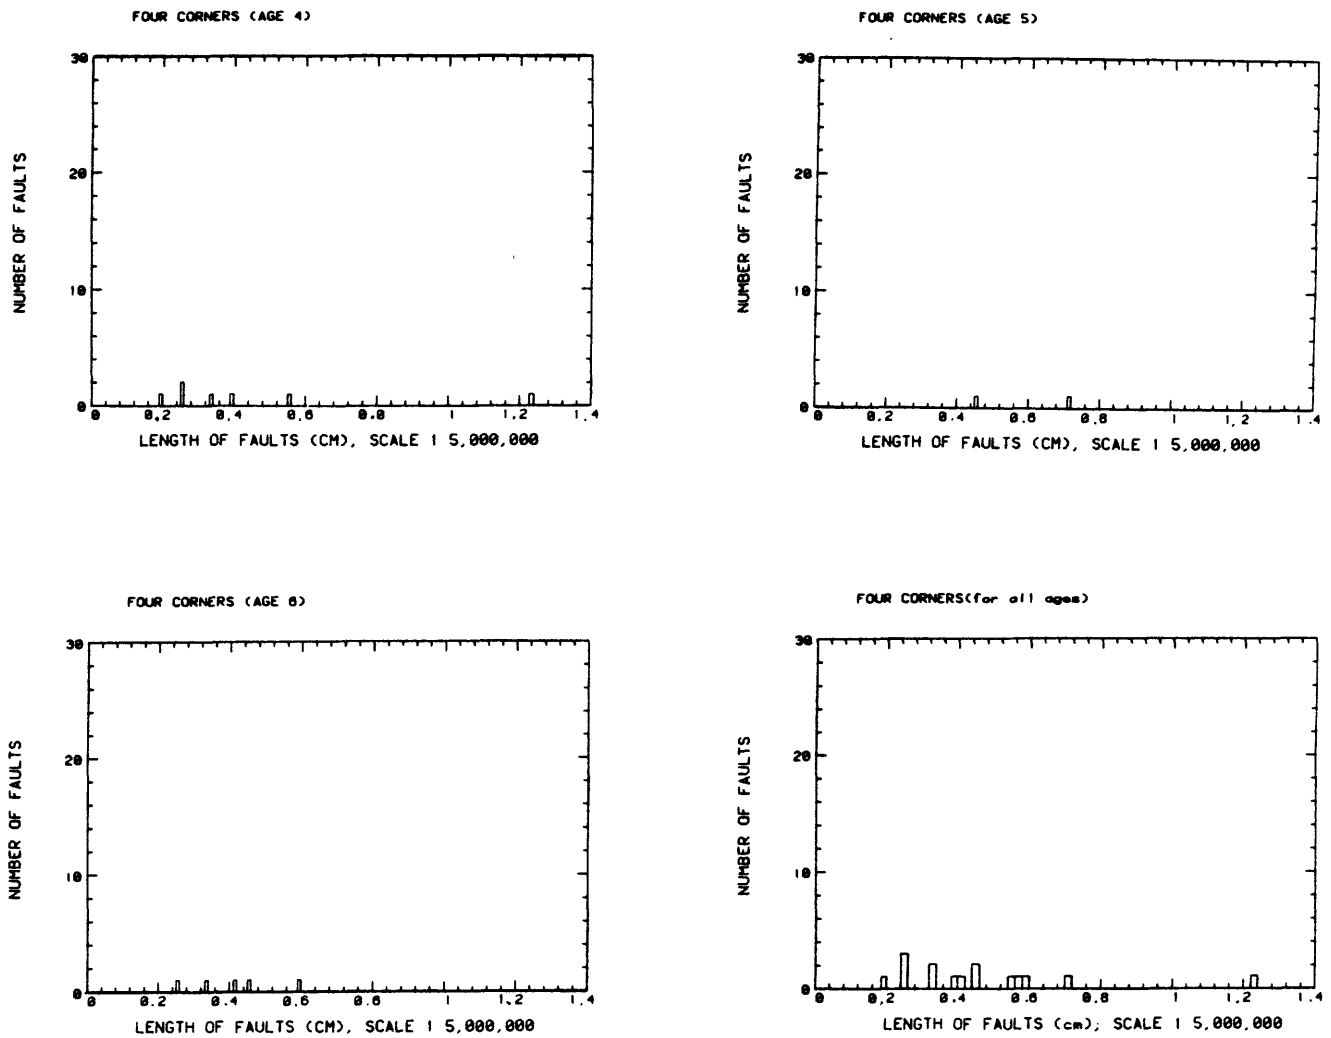 FOUR CORNERS (AGE 4)
30
20
10
0
0 0.2 0.4 0.6 0.8 1 1.2 1.4
NUMBER OF FAULTS
LENGTH OF FAULTS (CM), SCALE 1 5,000,000
FOUR CORNERS (AGE 5)
30
20
10
0
0 0.2 0.4 0.6 0.8 1 1.2 1.4
NUMBER OF FAULTS
LENGTH OF FAULTS (CM), SCALE 1 5,000,000
FOUR CORNERS (AGE 6)
30
20
10
0
0 0.2 0.4 0.6 0.8 1 1.2 1.4
NUMBER OF FAULTS
LENGTH OF FAULTS (CM), SCALE 1 5,000,000
FOUR CORNERS(for all ages)
30
20
10
0
0 0.2 0.4 0.6 0.8 1 1.2 1.4
NUMBER OF FAULTS
LENGTH OF FAULTS (cm); SCALE 1 5,000,000